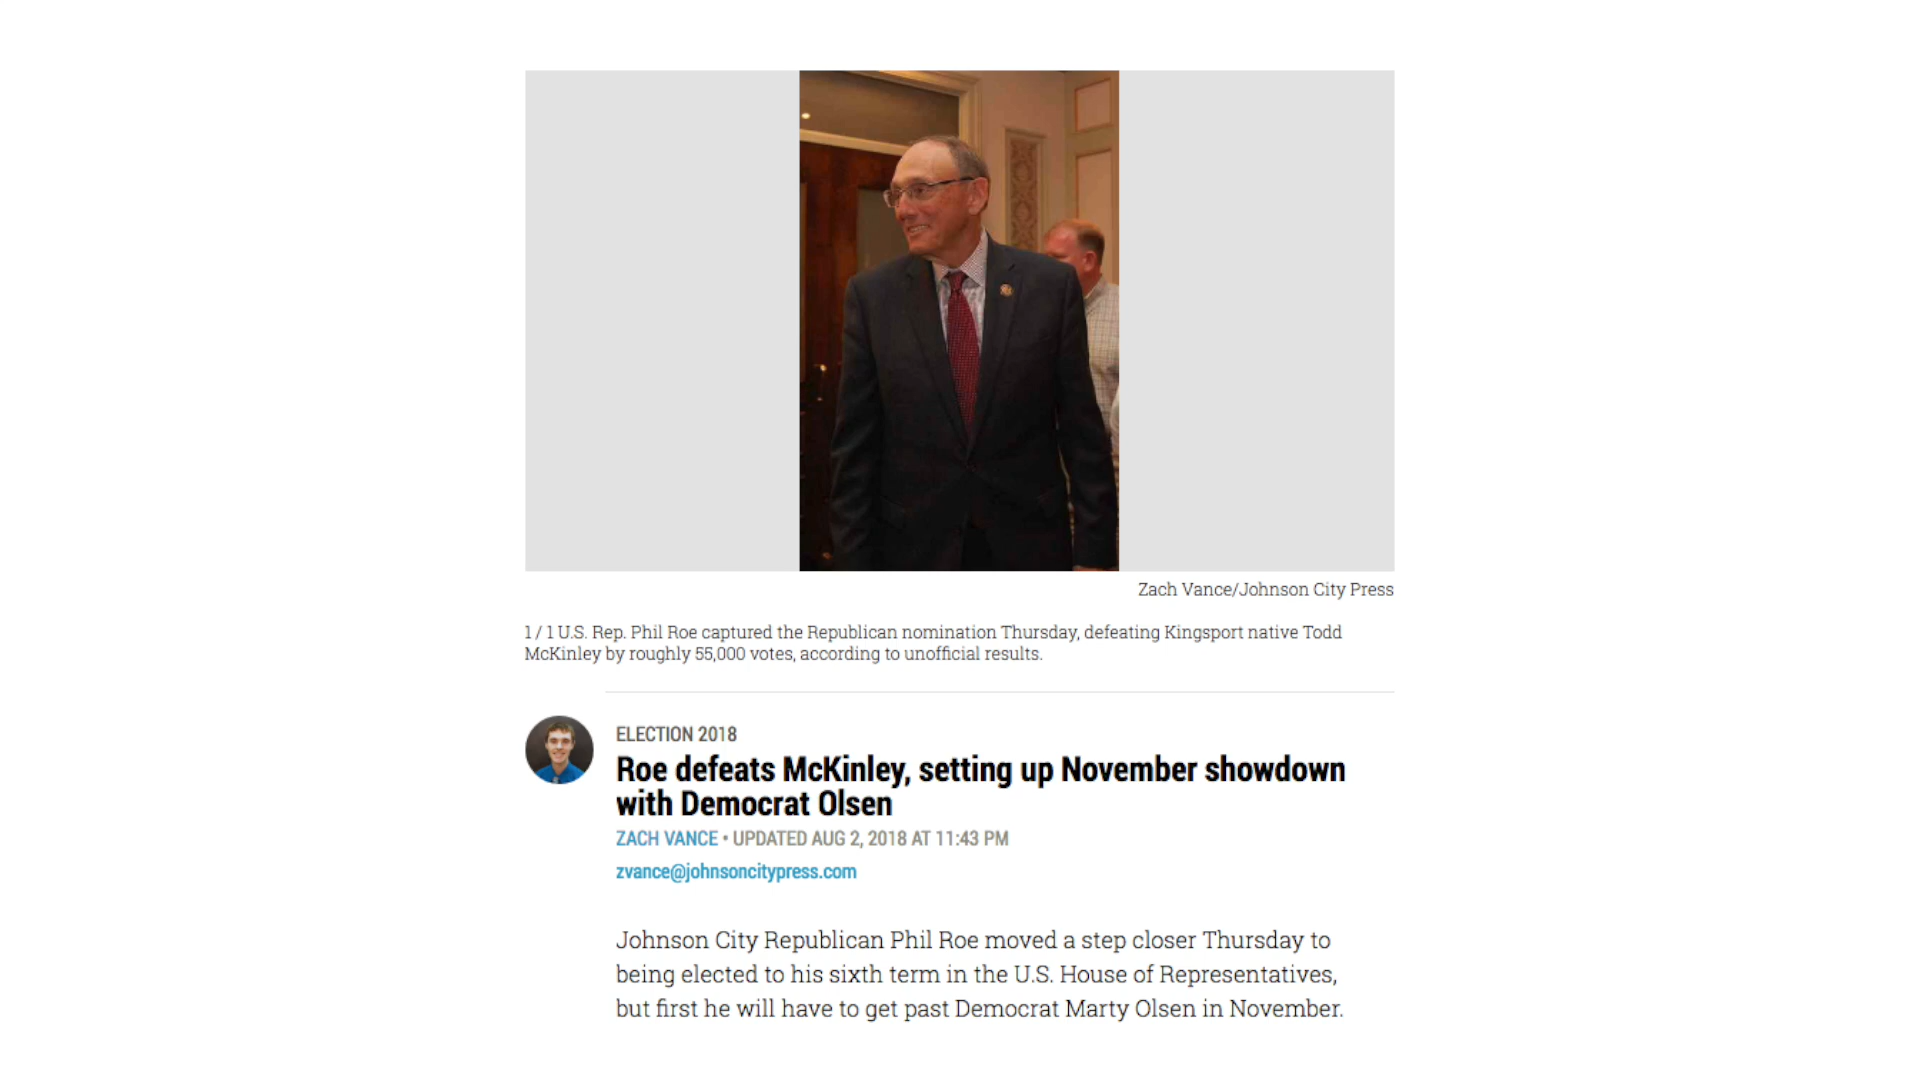 Zach Vance/Johnson City Press
1 / 1 U.S. Rep. Phil Roe captured the Republican nomination Thursday, defeating Kingsport native Todd
McKinley by roughly 55,000 votes, according to unofficial results.
ELECTION 2018
Roe defeats McKinley, setting up November showdown
with Democrat Olsen
ZACH VANCE • UPDATED AUG 2, 2018 AT 11:43 PM
zvance@johnsoncitypress.com
Johnson City Republican Phil Roe moved a step closer Thursday to
being elected to his sixth term in the U.S. House of Representatives,
but first he will have to get past Democrat Marty Olsen in November.